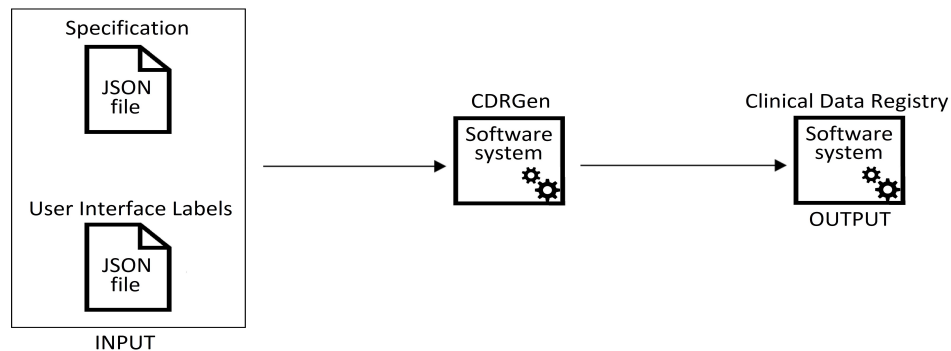 Specification
JSON
file
User Interface Labels
JSON
file
INPUT
CDRGen
Software
system
Clinical Data Registry
Software
system
OUTPUT